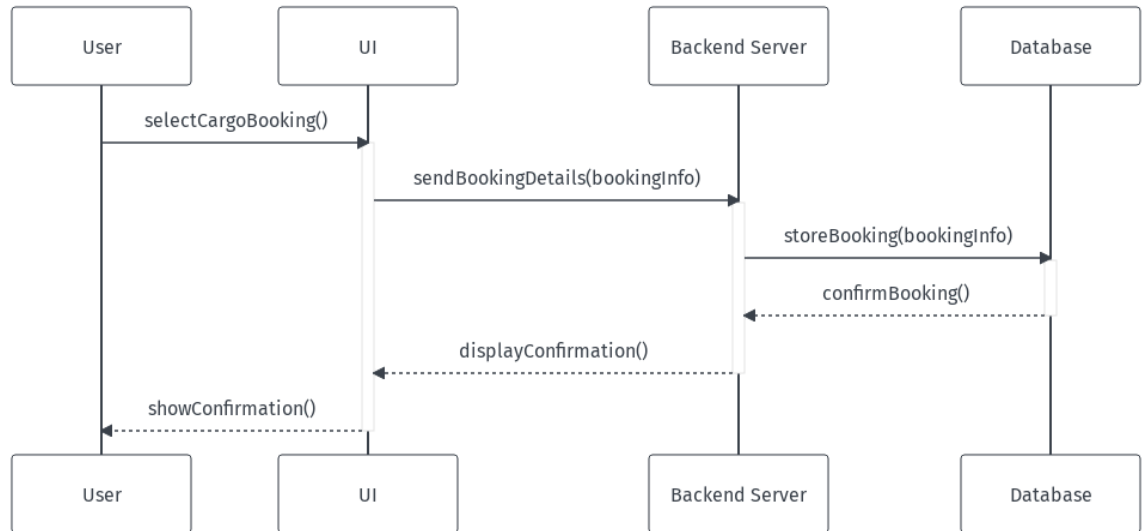 User
UI
Backend Server
Database
selectCargoBooking()
sendBookingDetails(bookingInfo)
storeBooking(bookingInfo)
confirmBooking()
displayConfirmation()
showConfirmation()
User
UI
Backend Server
Database